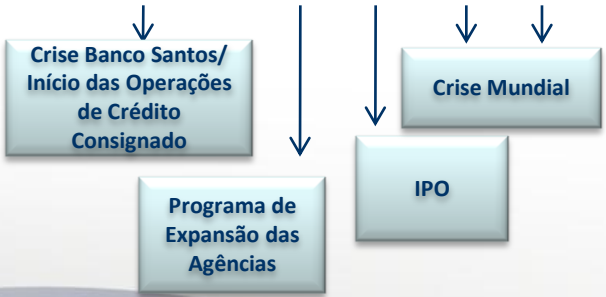 Crise Banco Santos/
Início das Operações
de Crédito
Consignado
Crise Mundial
IPO
Programa de
Expansão das
Agências